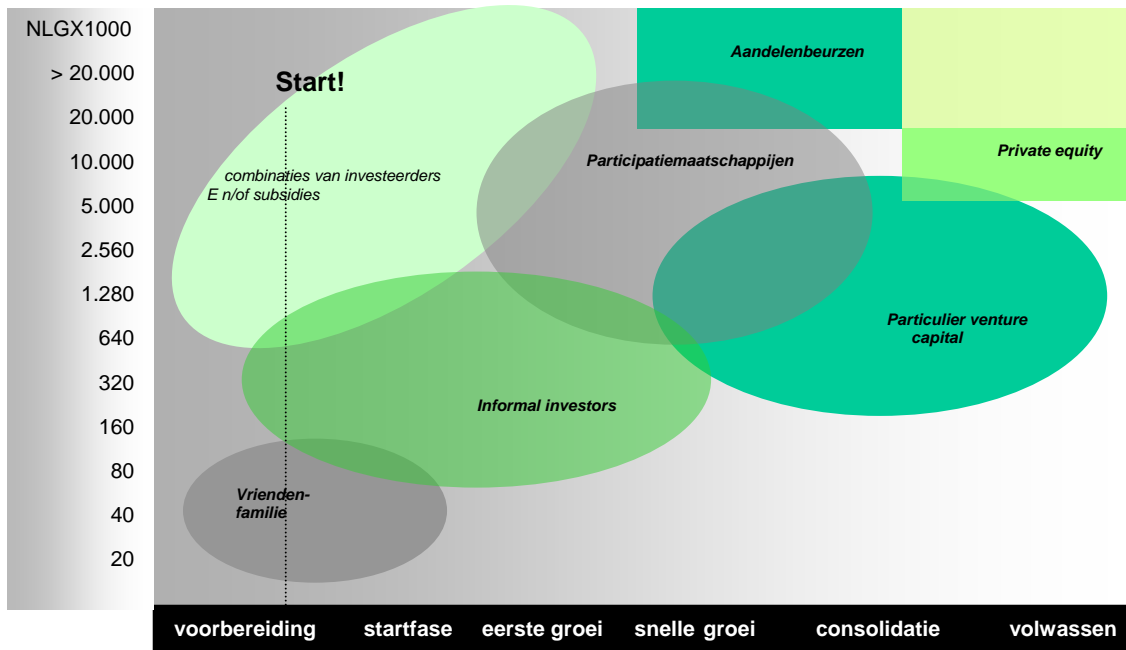 NLGX1000
> 20.000
20.000
10.000
5.000
2.560
1.280
640
320
160
80
40
20
Start!
combinaties van investeerders
E n/of subsidies
Aandelenbeurzen
Participatiemaatschappijen
Private equity
Particulier venture
capital
Informal investors
Vrienden-
familie
voorbereiding startfase eerste groei snelle groei consolidatie volwassen